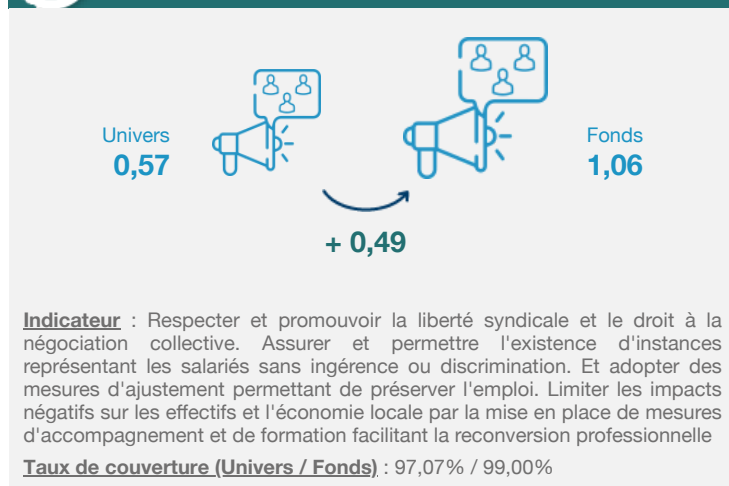 Univers
0,57
Fonds
1,06
+ 0,49
Indicateur : Respecter et promouvoir la liberté syndicale et le droit à la
négociation collective. Assurer et permettre l'existence d'instances
représentant les salariés sans ingérence ou discrimination. Et adopter des
mesures d'ajustement permettant de préserver l'emploi. Limiter les impacts
négatifs sur les effectifs et l'économie locale par la mise en place de mesures
d'accompagnement et de formation facilitant la reconversion professionnelle
Taux de couverture (Univers / Fonds) : 97,07% / 99,00%